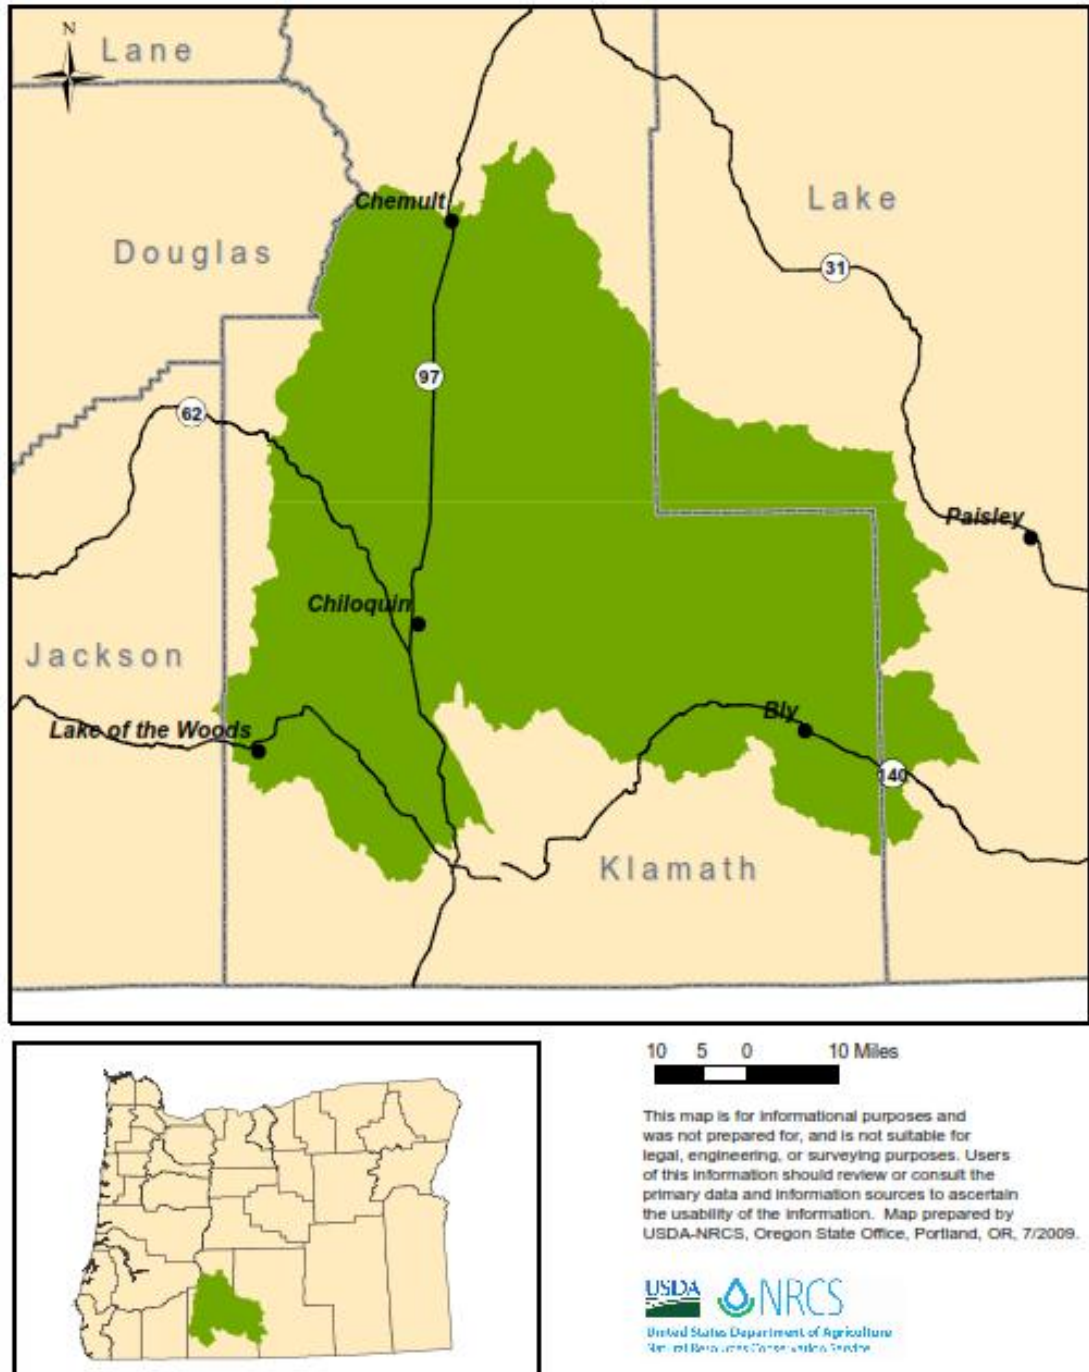 N
Lane
Chemult
Lake
Douglas
31
97
62
Paisley
Chiloquin
Jackson
Lake of the Woods
Bly
140
Klamath
10 5 0 10 Miles
This map is for informational purposes and
was not prepared for, and is not suitable for
legal, engineering, or surveying purposes. Users
of this information should review or consult the
primary data and information sources to ascertain
the usability of the information. Map prepared by
USDA-NRCS, Oregon State Office, Portland, OR, 7/2009.
USDA NRCS
United States Department of Agriculture
Natural Resources Conservation Service